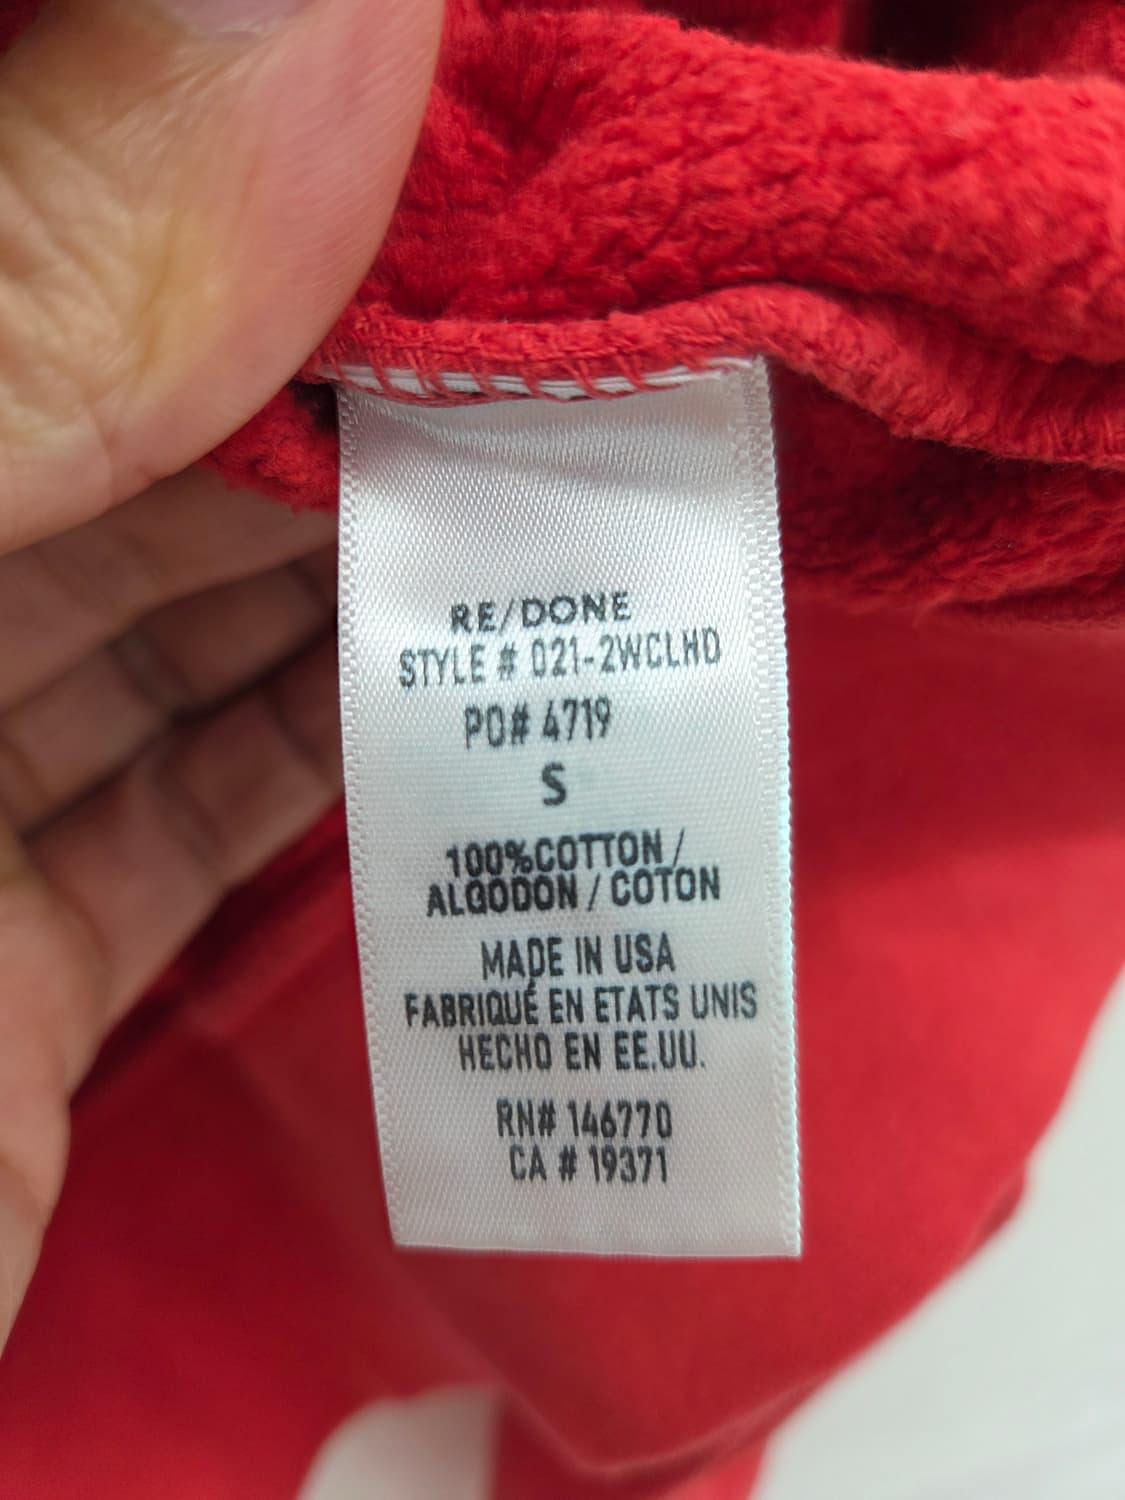 RE/DONE
STYLE # 021-2WCLHD
PO# 4719
S
100%COTTON /
ALGODON / COTON
MADE IN USA
FABRIQUÉ EN ETATS UNIS
HECHO EN EE.UU.
RN# 146770
CA # 19371